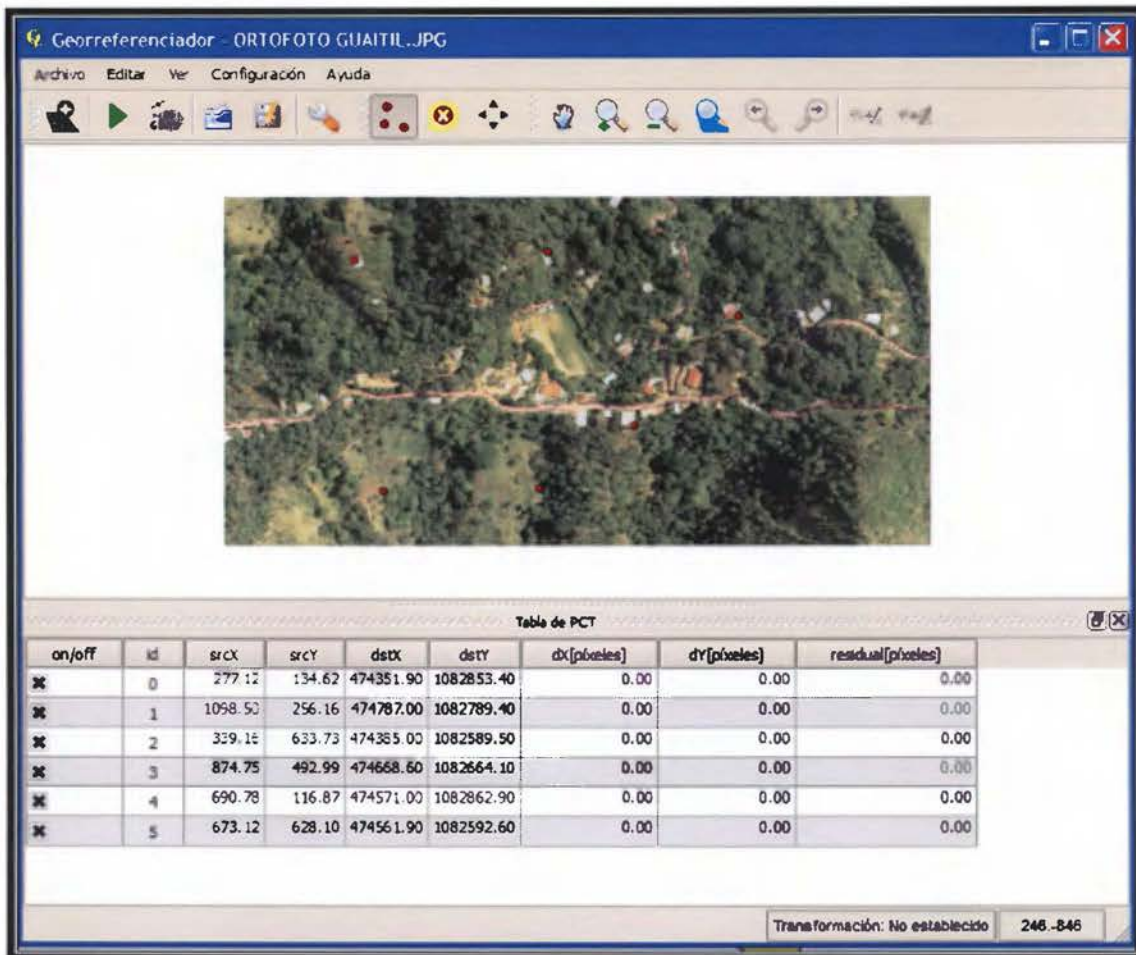 Georreferenciador - ORTOFOTO GUAITIL.JPG
Archivo Editar Ver Configuración Ayuda
Tabla de PCT
on/off id srcX srcY dstX dstY dX[píxeles] dY[píxeles] residual[píxeles]
0 277.12 134.62 474351.90 1082853.40 0.00 0.00 0.00
1 1098.50 256.16 474787.00 1082789.40 0.00 0.00 0.00
2 339.16 633.73 474385.00 1082589.50 0.00 0.00 0.00
3 874.75 492.99 474668.60 1082664.10 0.00 0.00 0.00
4 690.78 116.87 474571.00 1082862.90 0.00 0.00 0.00
5 673.12 628.10 474561.90 1082592.60 0.00 0.00 0.00
Transformación: No establecido 246,-846